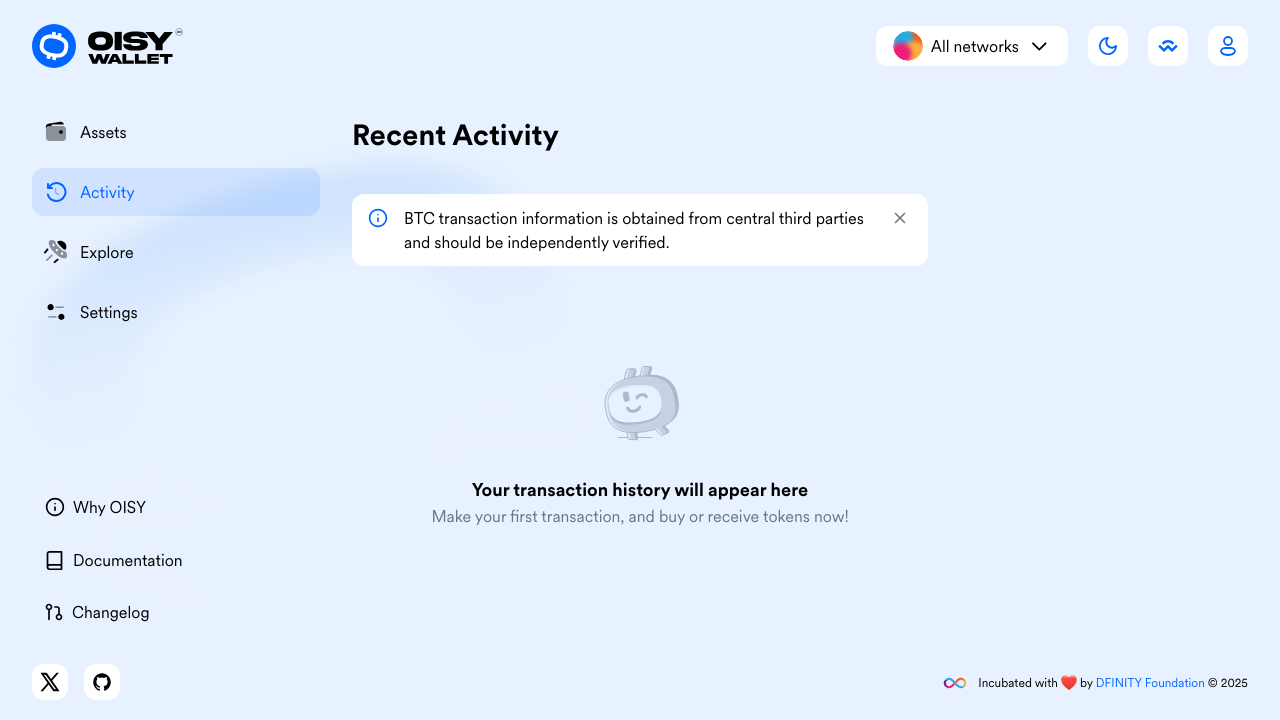 OISY
WALLET
All networks
Assets
Activity
Explore
Settings
Recent Activity
BTC transaction information is obtained from central third parties
and should be independently verified.
Your transaction history will appear here
Make your first transaction, and buy or receive tokens now!
Why OISY
Documentation
Changelog
Incubated with ❤️ by DFINITY Foundation © 2025